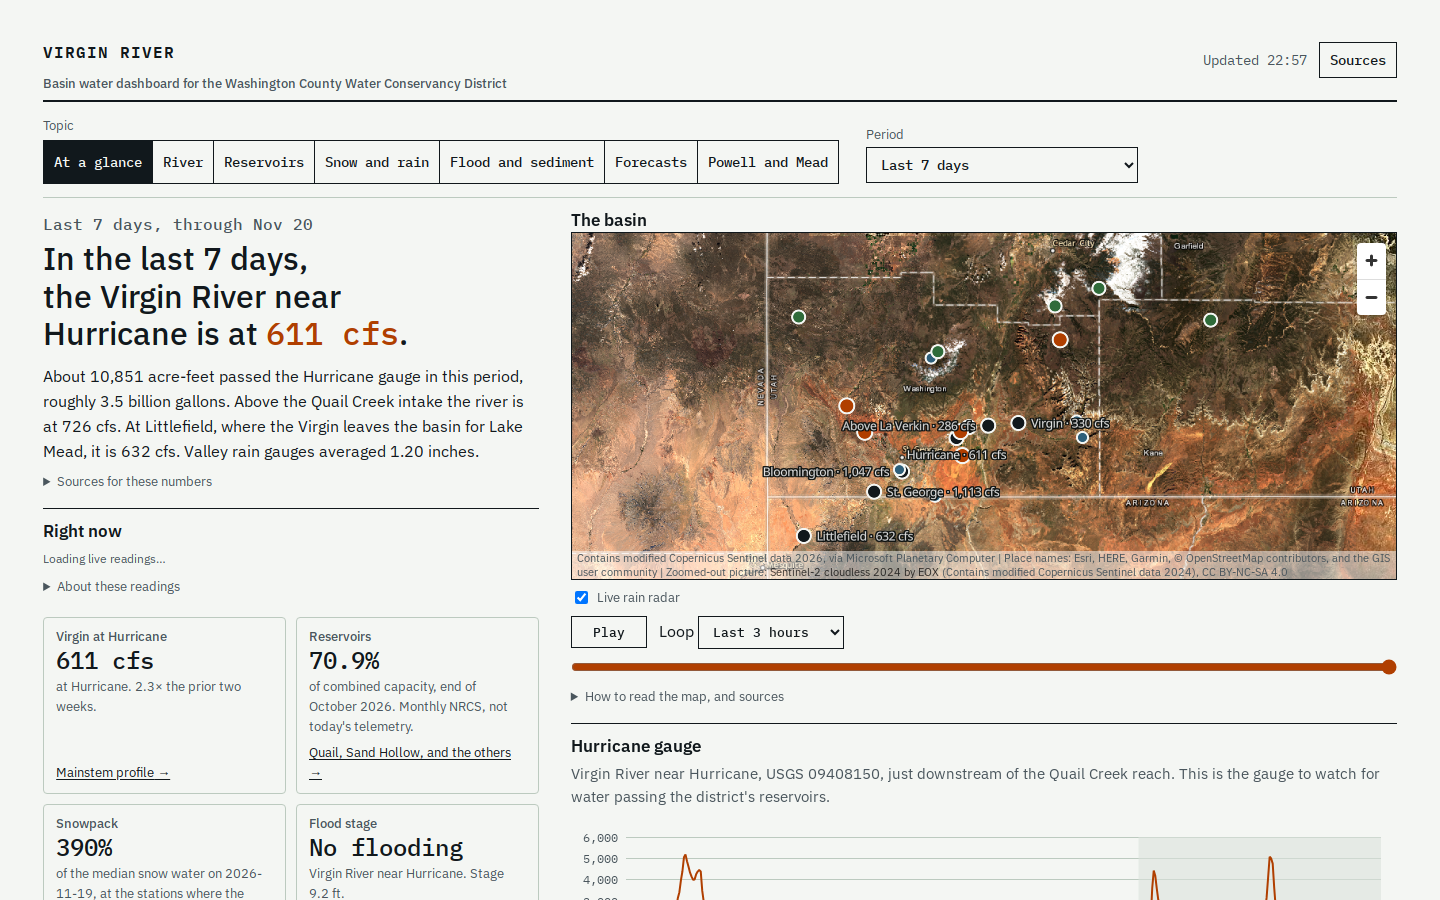 VIRGIN RIVER
Basin water dashboard for the Washington County Water Conservancy District
Updated 22:57
Sources
Topic
At a glance
River
Reservoirs
Snow and rain
Flood and sediment
Forecasts
Powell and Mead
Period
Last 7 days
Last 7 days, through Nov 20
In the last 7 days,
the Virgin River near
Hurricane is at 611 cfs.
About 10,851 acre-feet passed the Hurricane gauge in this period,
roughly 3.5 billion gallons. Above the Quail Creek intake the river is
at 726 cfs. At Littlefield, where the Virgin leaves the basin for Lake
Mead, it is 632 cfs. Valley rain gauges averaged 1.20 inches.
▶ Sources for these numbers
Right now
Loading live readings…
▶ About these readings
Virgin at Hurricane
611 cfs
at Hurricane. 2.3× the prior two
weeks.
Mainstem profile →
Reservoirs
70.9%
of combined capacity, end of
October 2026. Monthly NRCS, not
today's telemetry.
Quail, Sand Hollow, and the others
→
Snowpack
390%
of the median snow water on 2026-
11-19, at the stations where the
Flood stage
No flooding
Virgin River near Hurricane. Stage
9.2 ft.
The basin
Cedar City
Garfield
+
−
NEVADA
UTAH
Washington
Above La Verkin · 286 cfs
Virgin · 330 cfs
Hurricane · 611 cfs
Kane
Bloomington · 1,047 cfs
St. George · 1,113 cfs
UTAH
ARIZONA
ARIZONA
Littlefield · 632 cfs
Contains modified Copernicus Sentinel data 2026, via Microsoft Planetary Computer | Place names: Esri, HERE, Garmin, © OpenStreetMap contributors, and the GIS
user community | Zoomed-out picture: Sentinel-2 cloudless 2024 by EOX (Contains modified Copernicus Sentinel data 2024), CC BY-NC-SA 4.0
Live rain radar
Play
Loop
Last 3 hours
▶ How to read the map, and sources
Hurricane gauge
Virgin River near Hurricane, USGS 09408150, just downstream of the Quail Creek reach. This is the gauge to watch for
water passing the district's reservoirs.
6,000
5,000
4,000